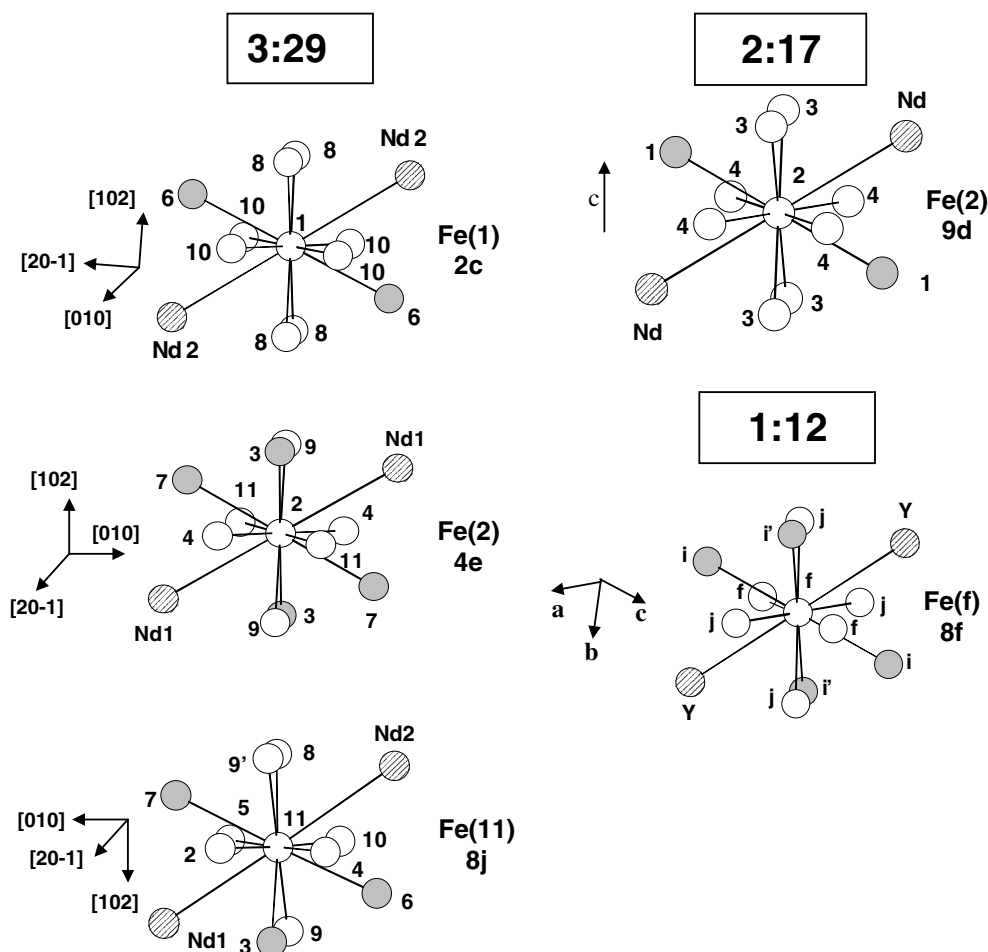 3:29
2:17
Nd 2
8
8
6
[102]
10
1
10
10
10
6
[20-1]
[010]
Nd 2
8
8
Fe(1)
2c
Nd
3
3
1
c
4
2
4
4
4
1
Nd
3
3
Fe(2)
9d
1:12
Nd1
3
9
7
[102]
11
2
[010]
4
4
11
[20-1]
Nd1
9
3
7
Fe(2)
4e
Y
j
i'
i
f
f
j
j
f
i
a
c
b
Y
j
i'
Fe(f)
8f
Nd2
9’
8
7
5
11
[010]
[20-1]
2
10
4
[102]
6
Nd1
3
9
Fe(11)
8j